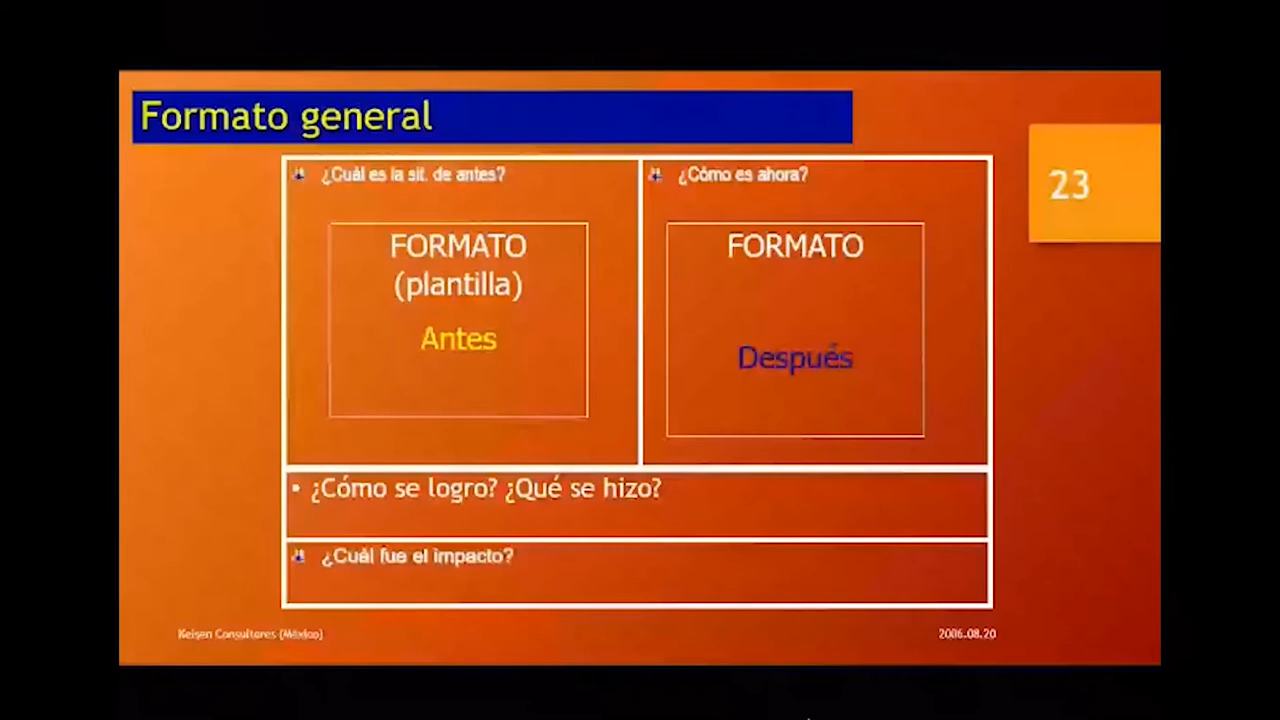 Formato general
23
¿Cuál es la sit. de antes?
¿Cómo es ahora?
FORMATO
(plantilla)
Antes
FORMATO
Después
• ¿Cómo se logro? ¿Qué se hizo?
¿Cuál fue el impacto?
Keisen Consultores (México)
2006.08.20